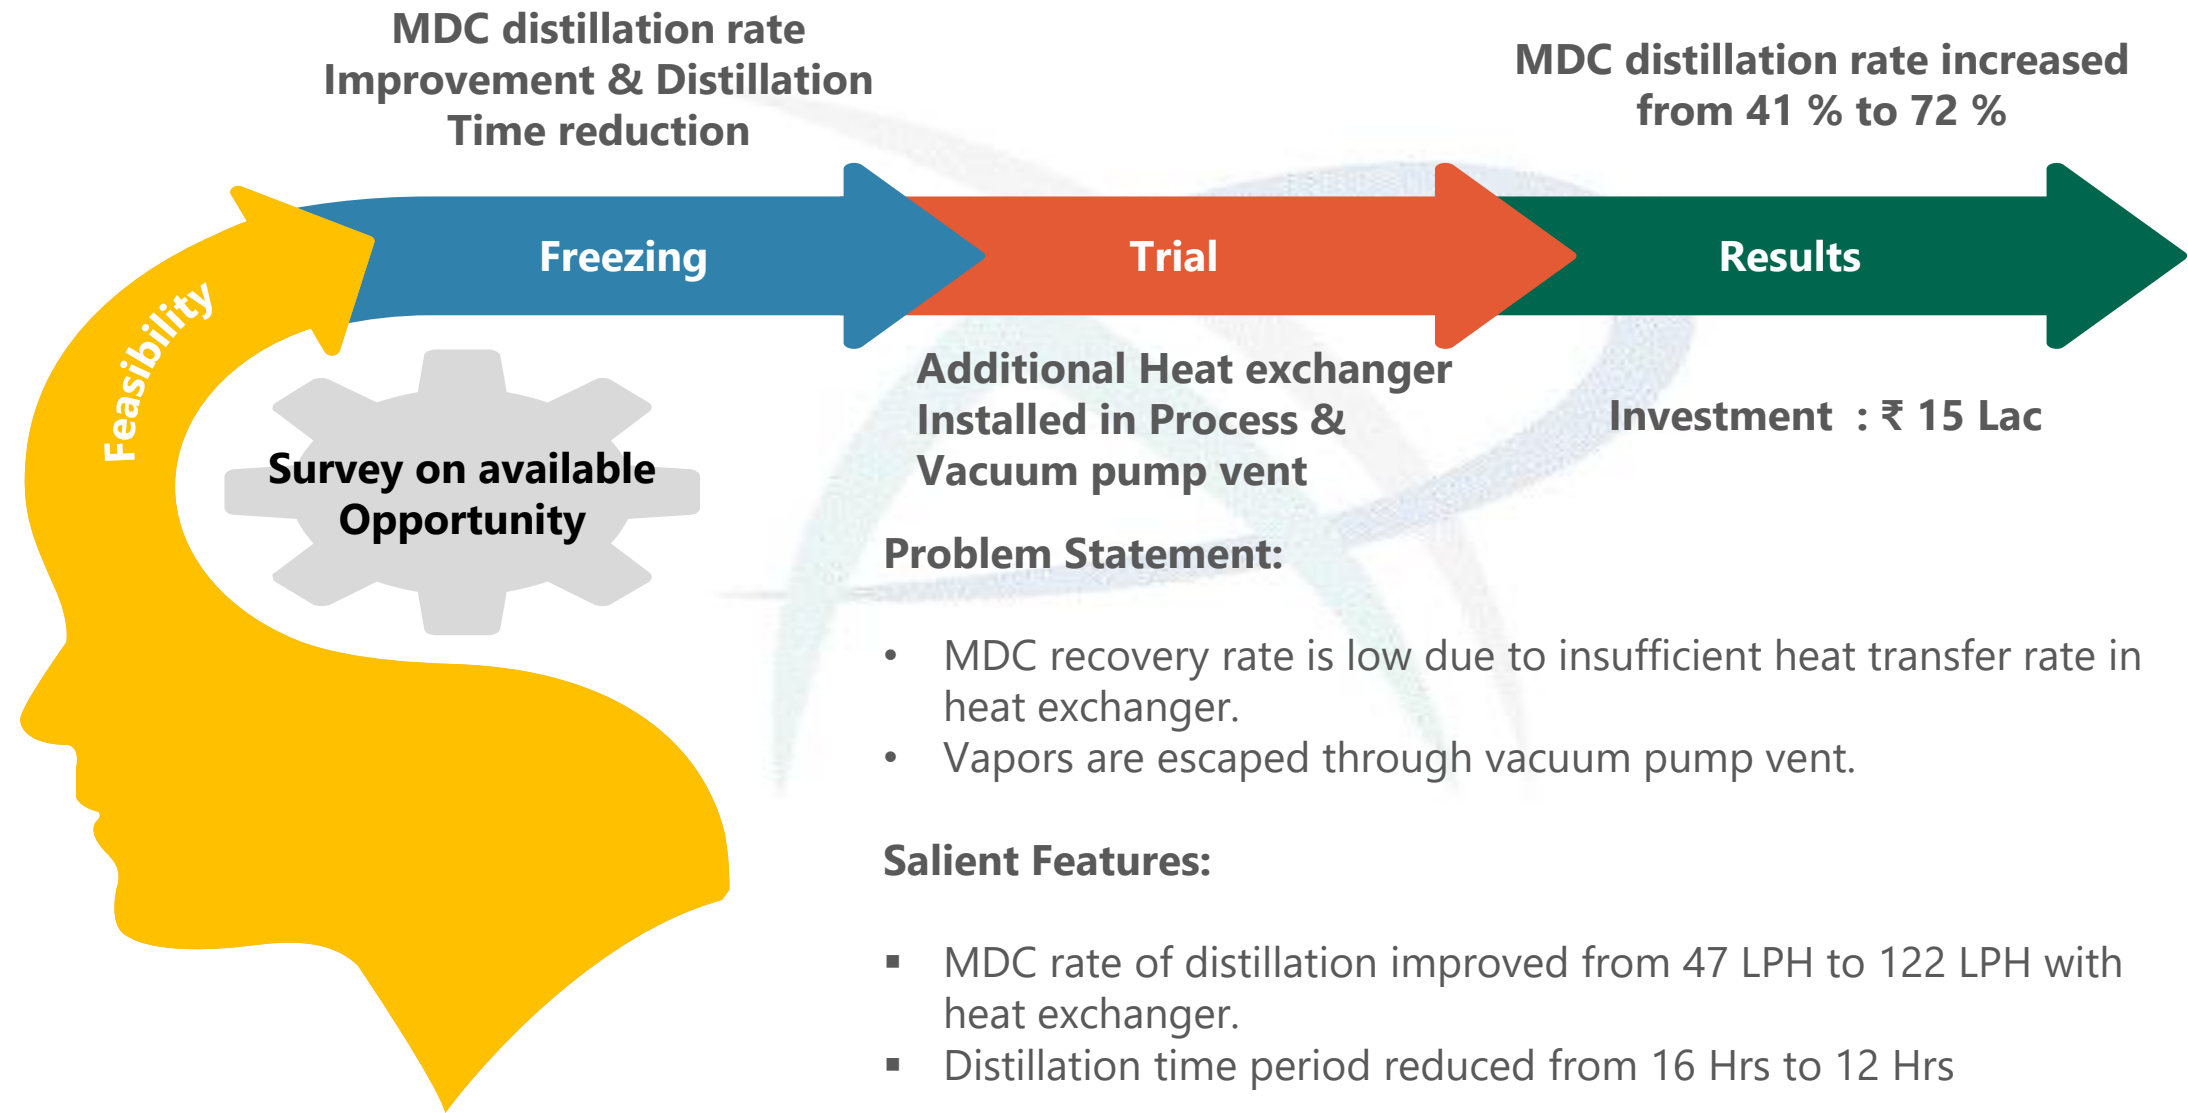 MDC distillation rate
Improvement & Distillation
Time reduction
MDC distillation rate increased
from 41 % to 72 %
Feasibility
Freezing
Trial
Results
Survey on available
Opportunity
Additional Heat exchanger
Installed in Process &
Vacuum pump vent
Investment : ₹ 15 Lac
Problem Statement:
• MDC recovery rate is low due to insufficient heat transfer rate in
heat exchanger.
• Vapors are escaped through vacuum pump vent.
Salient Features:
▪ MDC rate of distillation improved from 47 LPH to 122 LPH with
heat exchanger.
▪ Distillation time period reduced from 16 Hrs to 12 Hrs